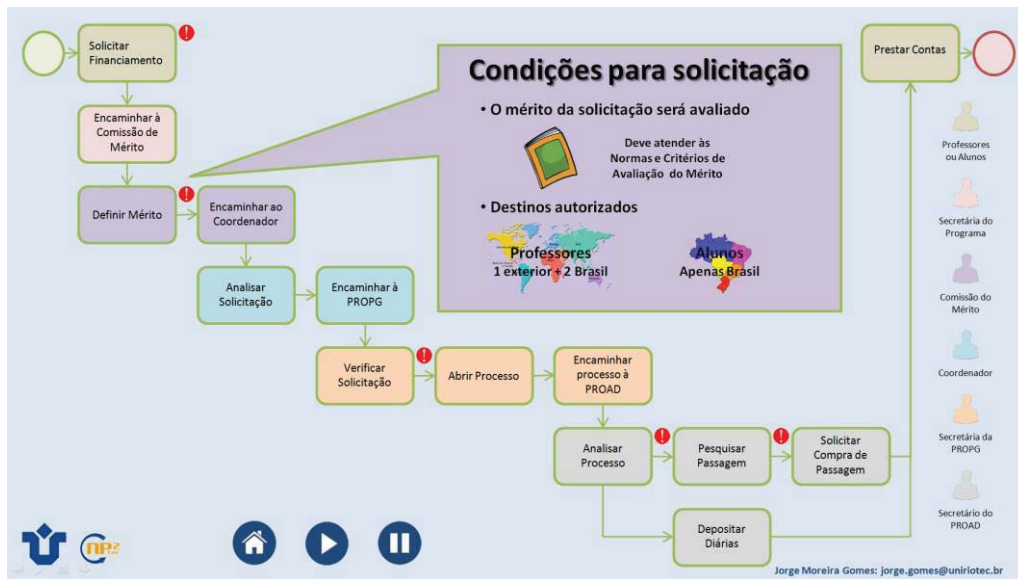 Solicitar
Financiamento
Encaminhar à
Comissão de
Mérito
Definir Mérito
Encaminhar ao
Coordenador
Analisar
Solicitação
Encaminhar à
PROPG
Verificar
Solicitação
Abrir Processo
Encaminhar
processo à
PROAD
Analisar
Processo
Pesquisar
Passagem
Solicitar
Compra de
Passagem
Depositar
Diárias
Prestar Contas
Condições para solicitação
• O mérito da solicitação será avaliado
Deve atender às
Normas e Critérios de
Avaliação do Mérito
• Destinos autorizados
Professores
1 exterior + 2 Brasil
Alunos
Apenas Brasil
Professores
ou Alunos
Secretária do
Programa
Comissão do
Mérito
Coordenador
Secretária da
PROPG
Secretário do
PROAD
NP2
Jorge Moreira Gomes: jorge.gomes@uniriotec.br